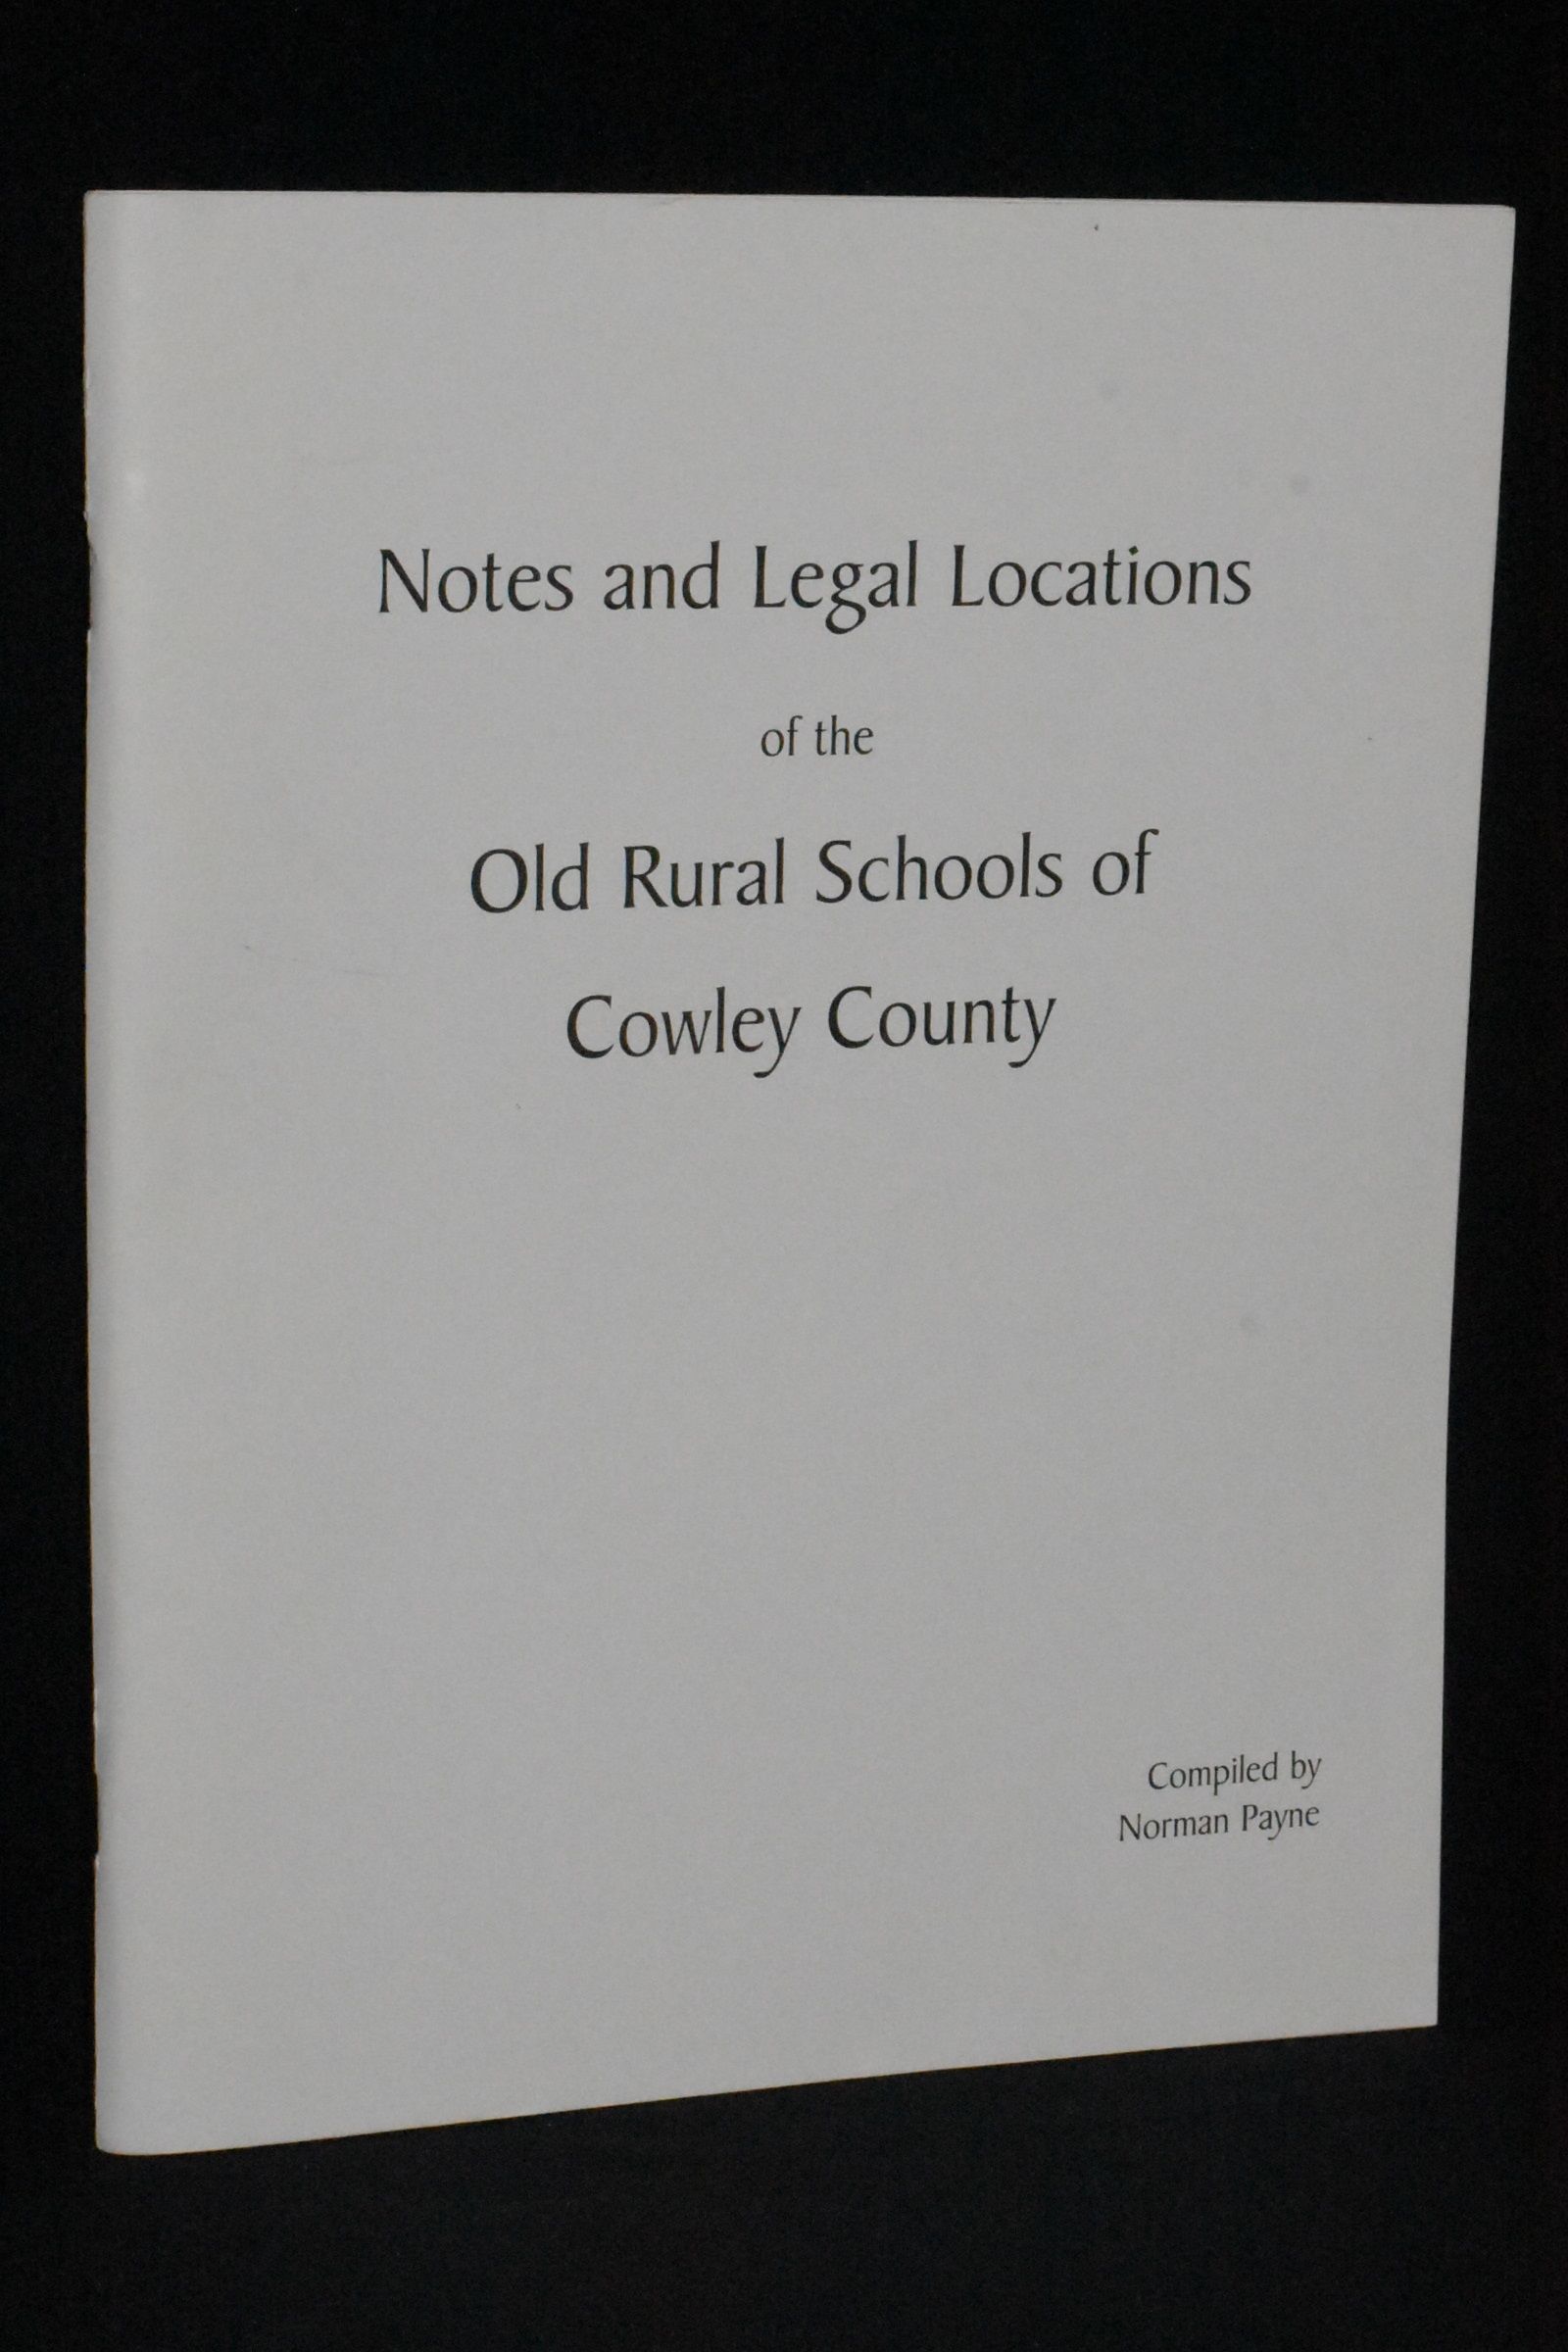 Notes and Legal Locations
of the
Old Rural Schools of
Cowley County
Compiled by
Norman Payne